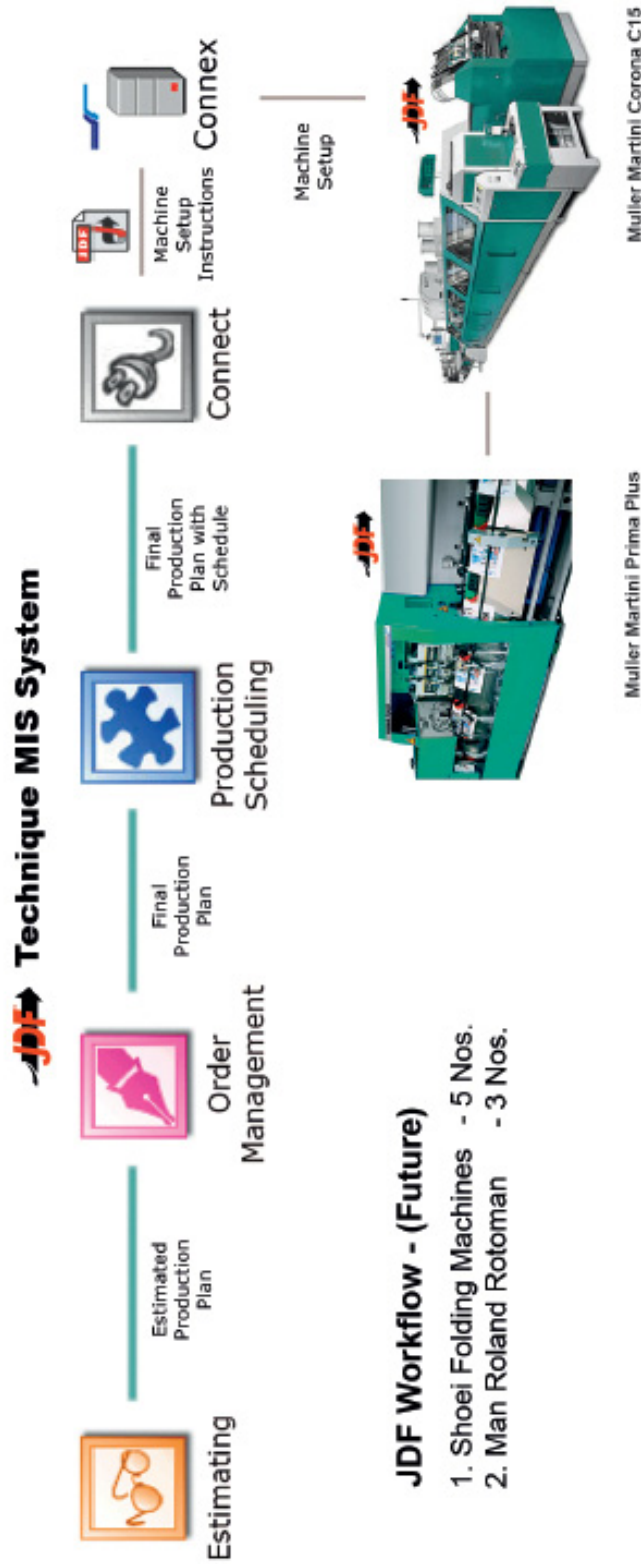 JDF Technique MIS System
Estimating
Estimated
Production
Plan
Order
Management
Final
Production
Plan
Production
Scheduling
Final
Production
Plan with
Schedule
Connect
JDF
Machine
Setup
Instructions
Connex
Machine
Setup
JDF
Muller Martini Corona C15
JDF
Muller Martini Prima Plus
JDF Workflow - (Future)
1. Shoei Folding Machines - 5 Nos.
2. Man Roland Rotoman - 3 Nos.